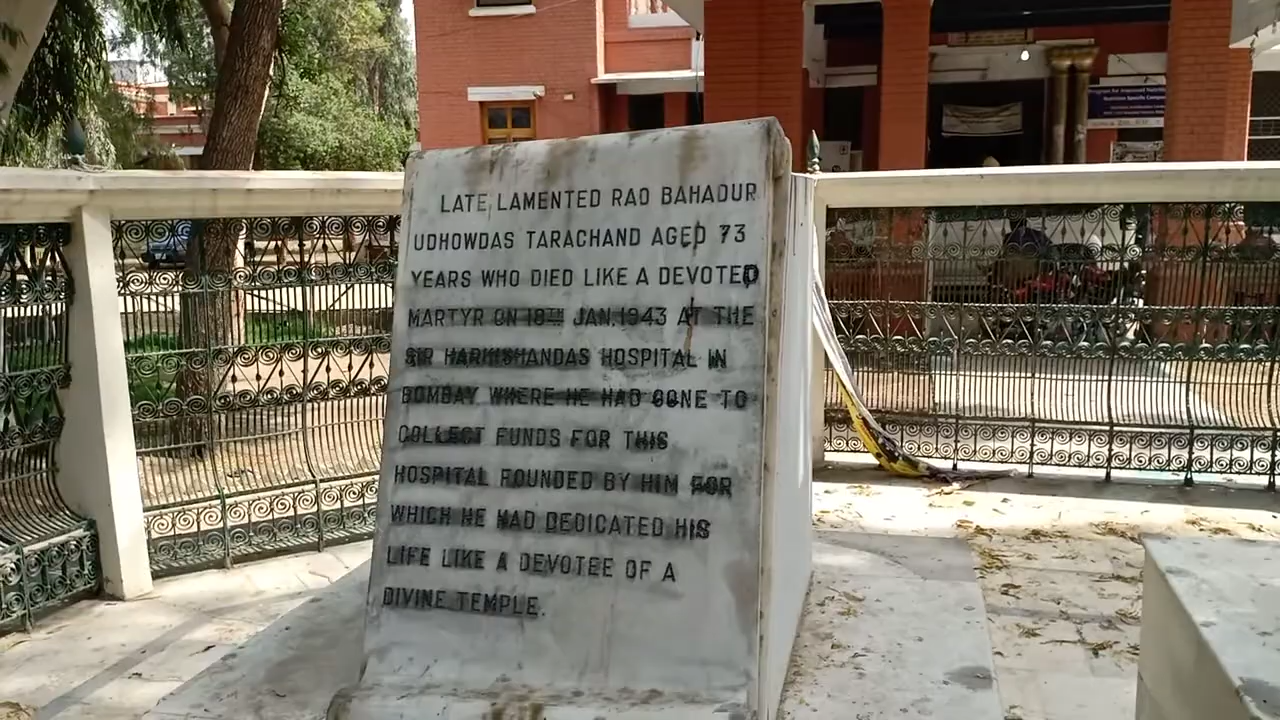 LATE LAMENTED RAO BAHADUR
UDHOWDAS TARACHAND AGED 73
YEARS WHO DIED LIKE A DEVOTED
MARTYR ON 18TH JAN. 1943 AT THE
SIR HARKISHANDAS HOSPITAL IN
BOMBAY WHERE HE HAD GONE TO
COLLECT FUNDS FOR THIS
HOSPITAL FOUNDED BY HIM FOR
WHICH HE HAD DEDICATED HIS
LIFE LIKE A DEVOTEE OF A
DIVINE TEMPLE.